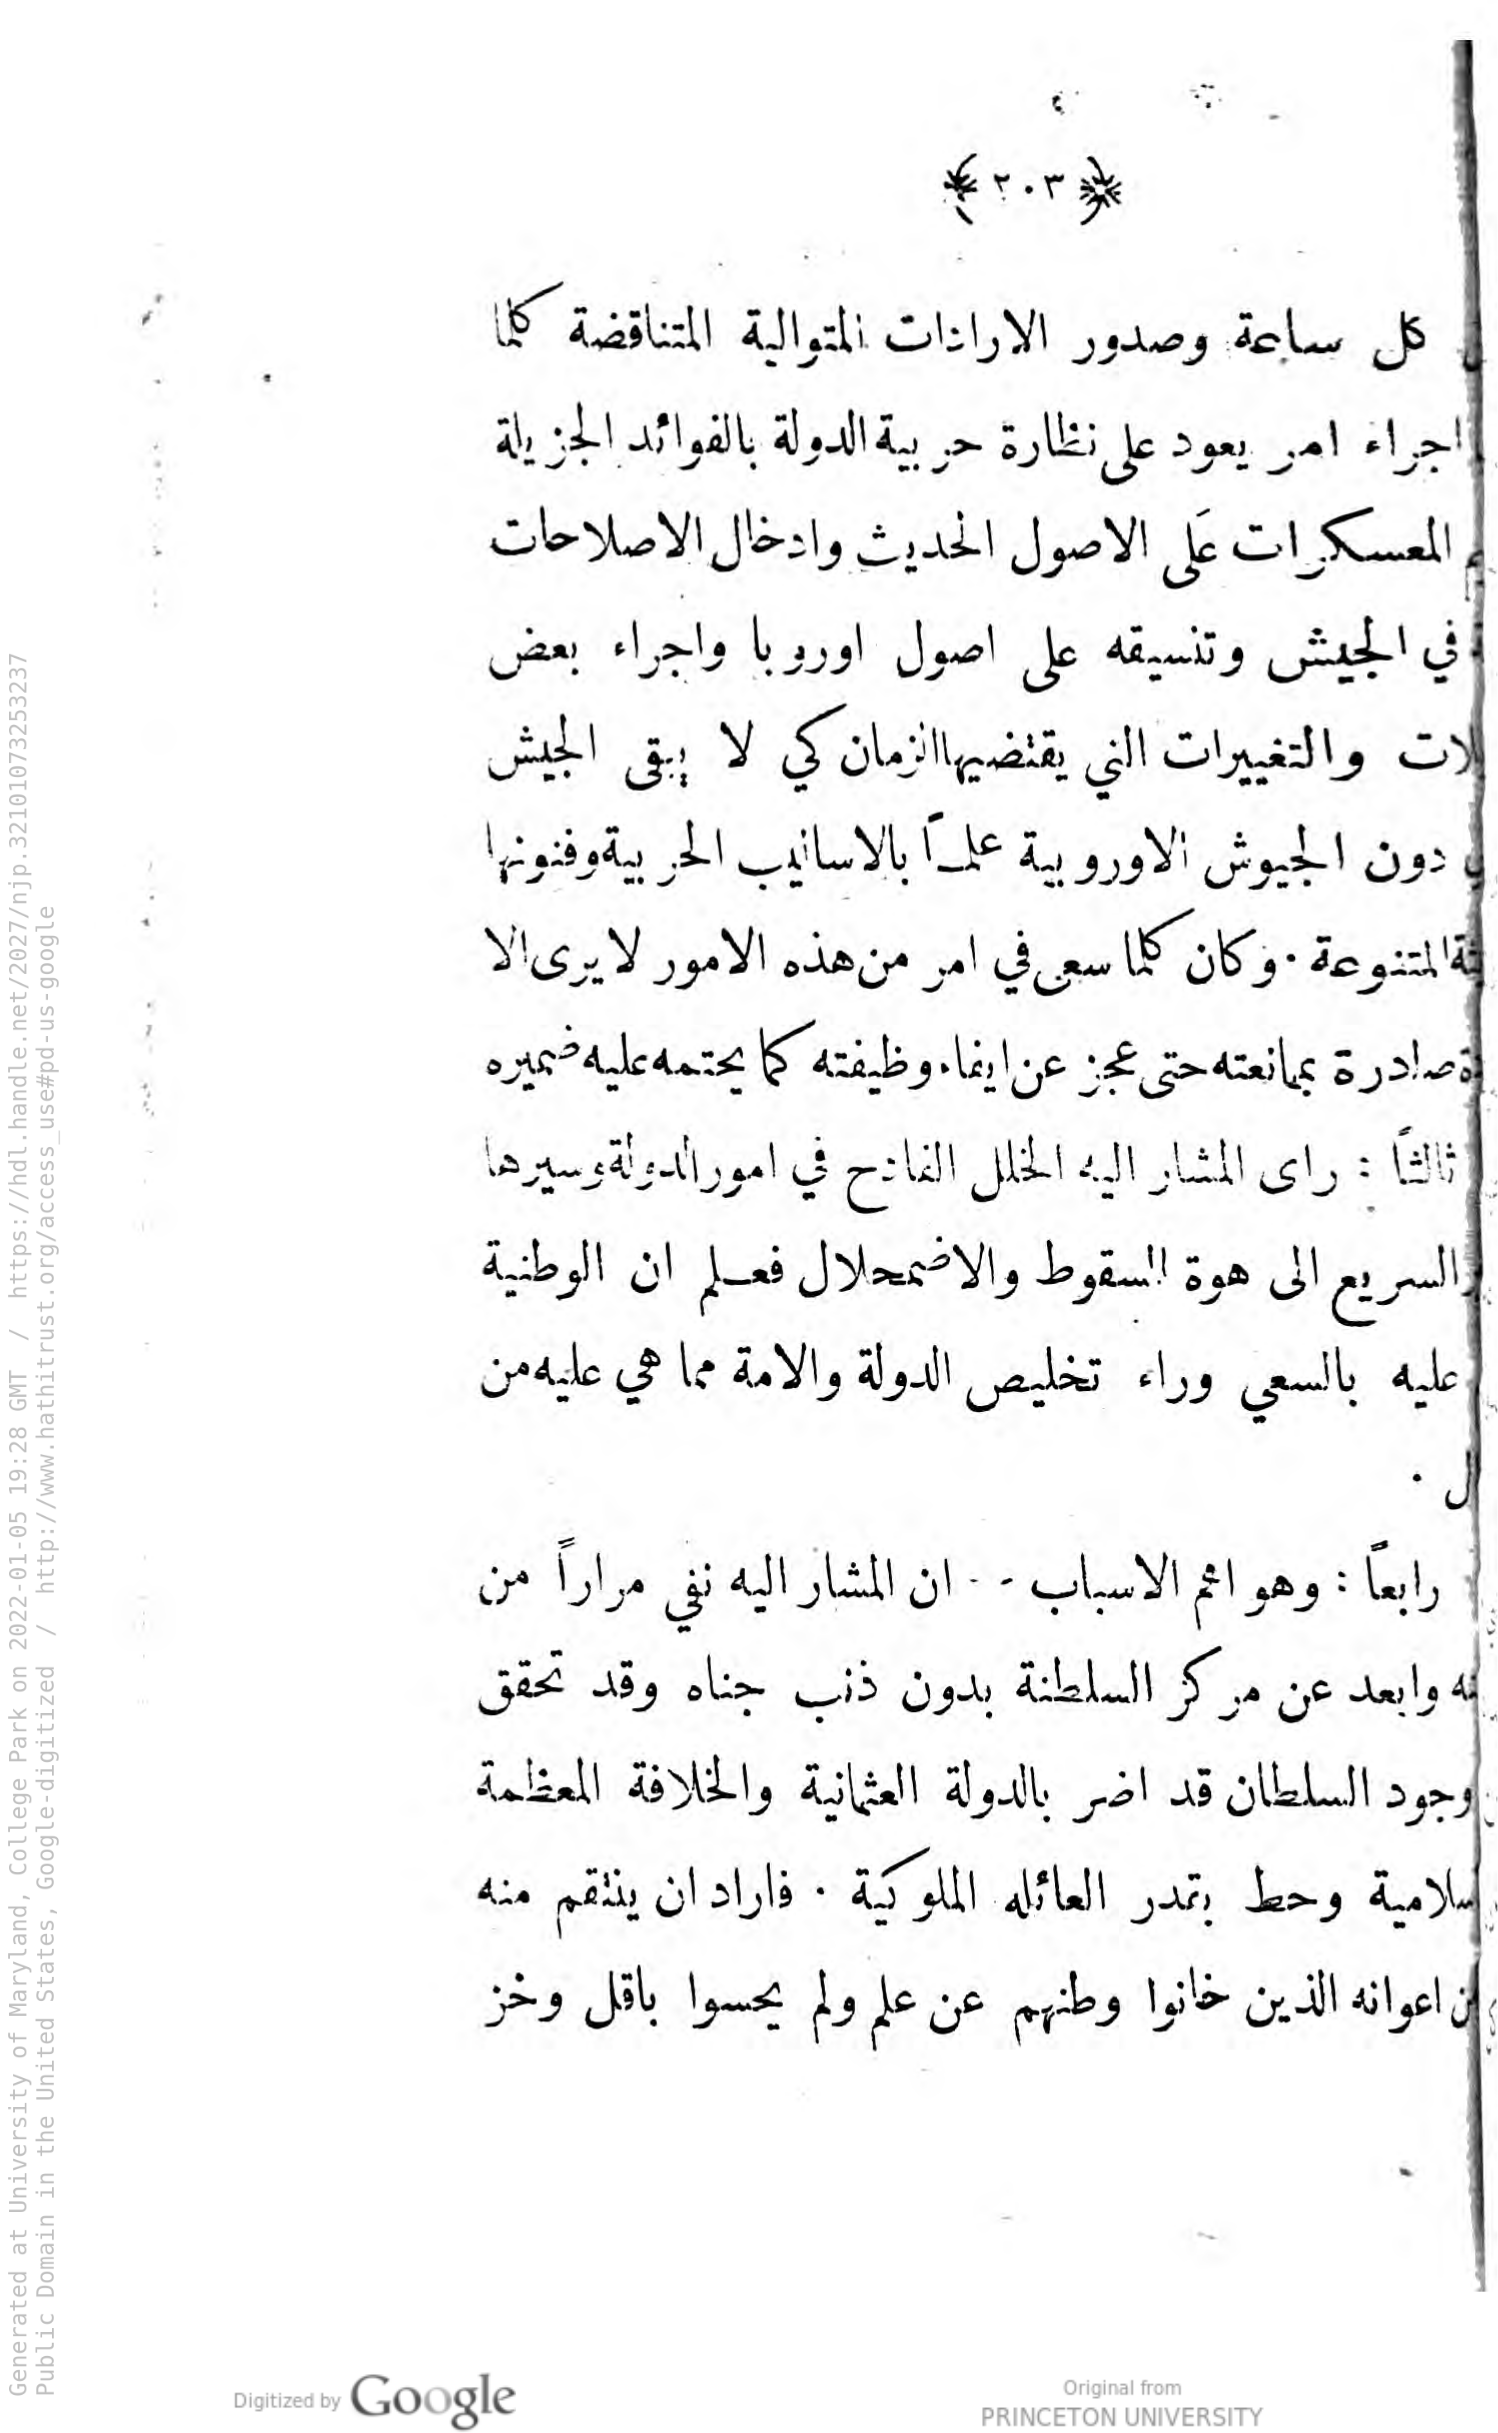 ﴿ ٢٠٣ ﴾
كل ساعة وصدور الارادات المتوالية المتناقضة كلما
اجراء امر يعود على نظارة حربية الدولة بالفوائد الجزيلة
المعسكرات عَلى الاصول الحديث وادخال الاصلاحات
في الجيش وتنسيقه على اصول اوروبا واجراء بعض
لات والتغييرات التي يقتضيها الزمان كي لا يبقى الجيش
دون الجيوش الاوروبية علماً بالاساليب الحربية وفنونها
ثة المتنوعة . وكان كلما سعى في امر من هذه الامور لا يرى الا
ة صادرة بممانعته حتى عجز عن ايفاء وظيفته كما يحتمه عليه ضميره
ثالثاً : راى المشار اليه الخلل الفادح في امور الدولة وسيرها
السريع الى هوة السقوط والاضمحلال فعلم ان الوطنية
عليه بالسعي وراء تخليص الدولة والامة مما هي عليه من
ال .
رابعاً : وهو اهم الاسباب - - ان المشار اليه نفي مراراً من
نه وابعد عن مركز السلطنة بدون ذنب جناه وقد تحقق
وجود السلطان قد اضر بالدولة العثمانية والخلافة المعظمة
سلامية وحط بقدر العائله الملوكية . فاراد ان ينتقم منه
ن اعوانه الذين خانوا وطنهم عن علم ولم يحسوا باقل وخز
Generated at University of Maryland, College Park on 2022-01-05 19:28 GMT / https://hdl.handle.net/2027/njp.32101073253237
Public Domain in the United States, Google-digitized / http://www.hathitrust.org/access_use#pd-us-google
Digitized by Google
Original from
PRINCETON UNIVERSITY